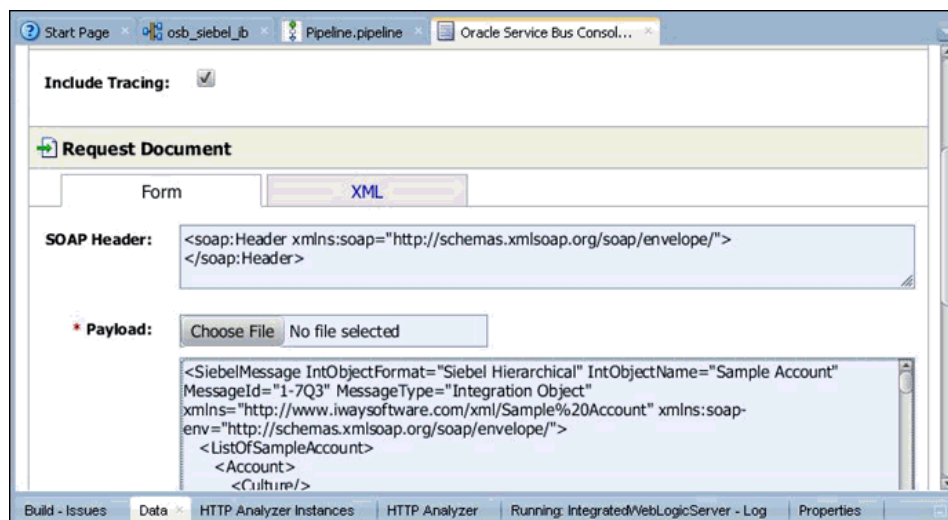 Start Page osb_siebel_ib Pipeline.pipeline Oracle Service Bus Consol...
Include Tracing:
Request Document
Form XML
SOAP Header: <soap:Header xmlns:soap="http://schemas.xmlsoap.org/soap/envelope/">
</soap:Header>
* Payload: Choose File No file selected
<SiebelMessage IntObjectFormat="Siebel Hierarchical" IntObjectName="Sample Account"
MessageId="1-7Q3" MessageType="Integration Object"
xmlns="http://www.iwaysoftware.com/xml/Sample%20Account" xmlns:soap-
env="http://schemas.xmlsoap.org/soap/envelope/">
<ListOfSampleAccount>
<Account>
<Culture/>
Build - Issues Data HTTP Analyzer Instances HTTP Analyzer Running: IntegratedWebLogicServer - Log Properties